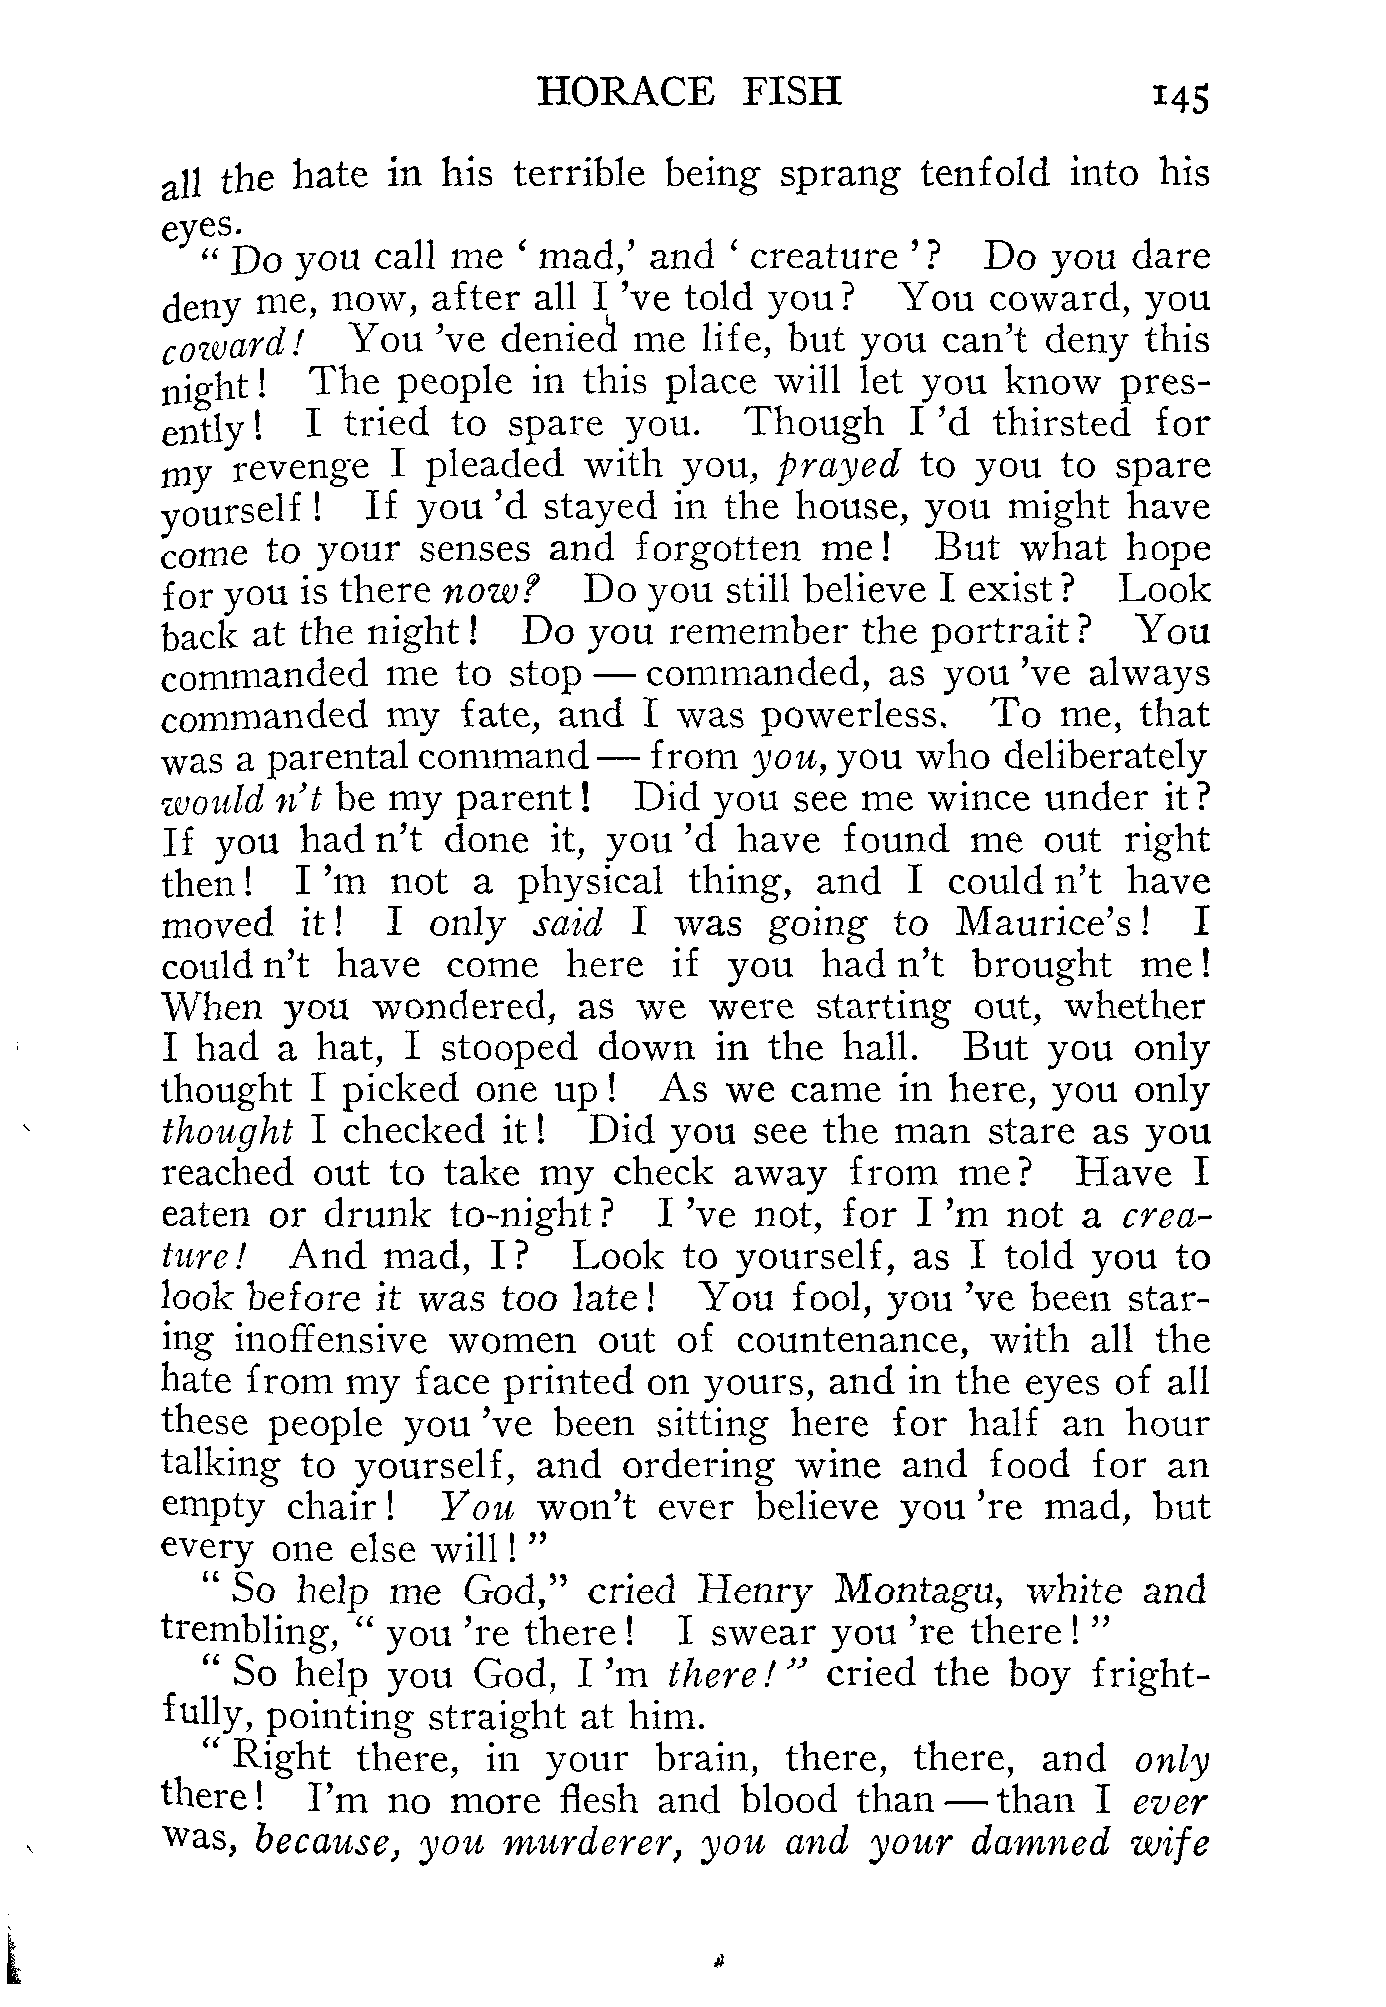 HORACE FISH 145
all the hate in his terrible being sprang tenfold into his
eyes.
“ Do you call me ‘ mad,’ and ‘ creature ’? Do you dare
deny me, now, after all I ’ve told you? You coward, you
coward! You ’ve denied me life, but you can’t deny this
night! The people in this place will let you know pres-
ently! I tried to spare you. Though I ’d thirsted for
my revenge I pleaded with you, prayed to you to spare
yourself! If you ’d stayed in the house, you might have
come to your senses and forgotten me! But what hope
for you is there now? Do you still believe I exist? Look
back at the night! Do you remember the portrait? You
commanded me to stop — commanded, as you ’ve always
commanded my fate, and I was powerless. To me, that
was a parental command — from you, you who deliberately
would n’t be my parent! Did you see me wince under it?
If you had n’t done it, you ’d have found me out right
then! I ’m not a physical thing, and I could n’t have
moved it! I only said I was going to Maurice’s! I
could n’t have come here if you had n’t brought me!
When you wondered, as we were starting out, whether
I had a hat, I stooped down in the hall. But you only
thought I picked one up! As we came in here, you only
thought I checked it! Did you see the man stare as you
reached out to take my check away from me? Have I
eaten or drunk to-night? I ’ve not, for I ’m not a crea-
ture! And mad, I? Look to yourself, as I told you to
look before it was too late! You fool, you ’ve been star-
ing inoffensive women out of countenance, with all the
hate from my face printed on yours, and in the eyes of all
these people you ’ve been sitting here for half an hour
talking to yourself, and ordering wine and food for an
empty chair! You won’t ever believe you ’re mad, but
every one else will! ”
“ So help me God,” cried Henry Montagu, white and
trembling, “ you ’re there! I swear you ’re there! ”
“ So help you God, I ’m there! ” cried the boy fright-
fully, pointing straight at him.
“ Right there, in your brain, there, there, and only
there! I’m no more flesh and blood than — than I ever
was, because, you murderer, you and your damned wife